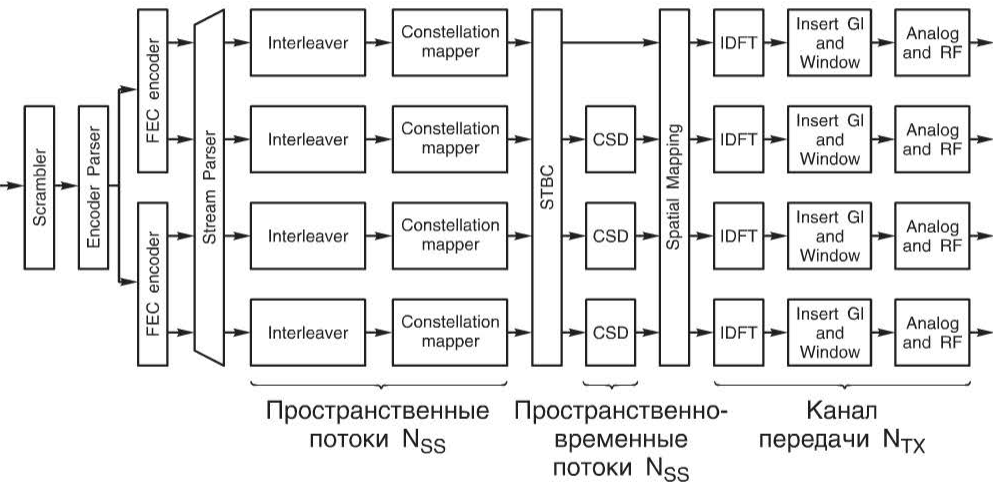 Scrambler
Encoder Parser
FEC encoder
FEC encoder
Stream Parser
Interleaver
Constellation
mapper
Interleaver
Constellation
mapper
Interleaver
Constellation
mapper
Interleaver
Constellation
mapper
STBC
CSD
CSD
CSD
Spatial Mapping
IDFT
Insert GI
and
Window
Analog
and RF
IDFT
Insert GI
and
Window
Analog
and RF
IDFT
Insert GI
and
Window
Analog
and RF
IDFT
Insert GI
and
Window
Analog
and RF
Пространственные
потоки NSS
Пространственно-
временные
потоки NSS
Канал
передачи NTX